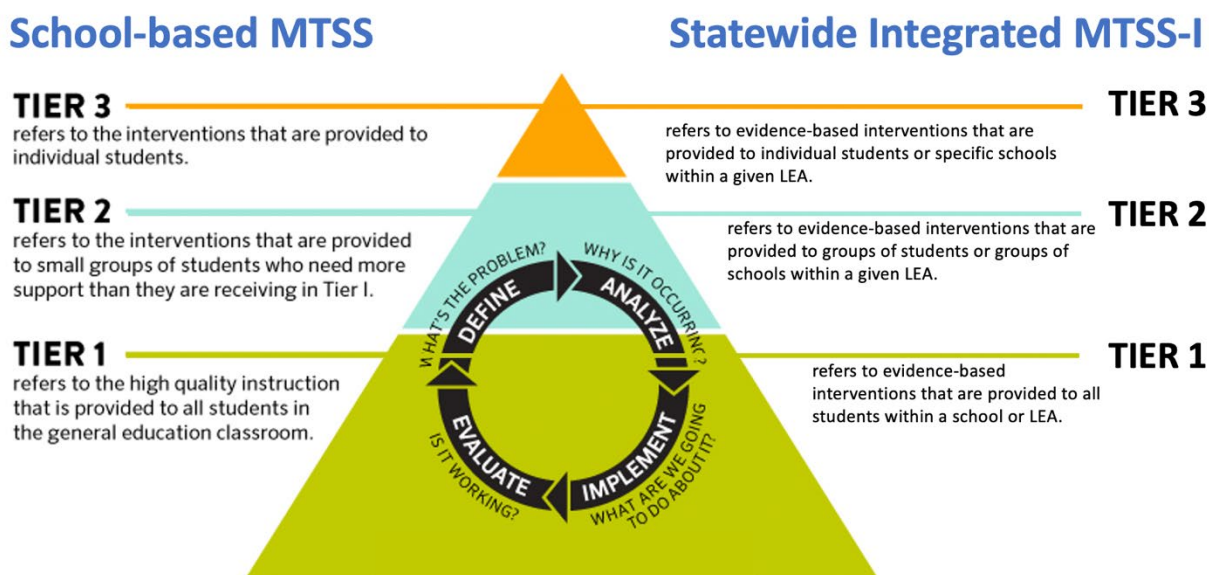 School-based MTSS
Statewide Integrated MTSS-I
TIER 3
refers to the interventions that are provided to
individual students.
TIER 3
refers to evidence-based interventions that are
provided to individual students or specific schools
within a given LEA.
TIER 2
refers to the interventions that are provided
to small groups of students who need more
support than they are receiving in Tier I.
TIER 2
refers to evidence-based interventions that are
provided to groups of students or groups of
schools within a given LEA.
TIER 1
refers to the high quality instruction
that is provided to all students in
the general education classroom.
TIER 1
refers to evidence-based
interventions that are provided to all
students within a school or LEA.
WHAT'S THE PROBLEM?
DEFINE
WHY IS IT OCCURRING?
ANALYZE
WHAT ARE WE GOING
TO DO ABOUT IT?
IMPLEMENT
IS IT WORKING?
EVALUATE